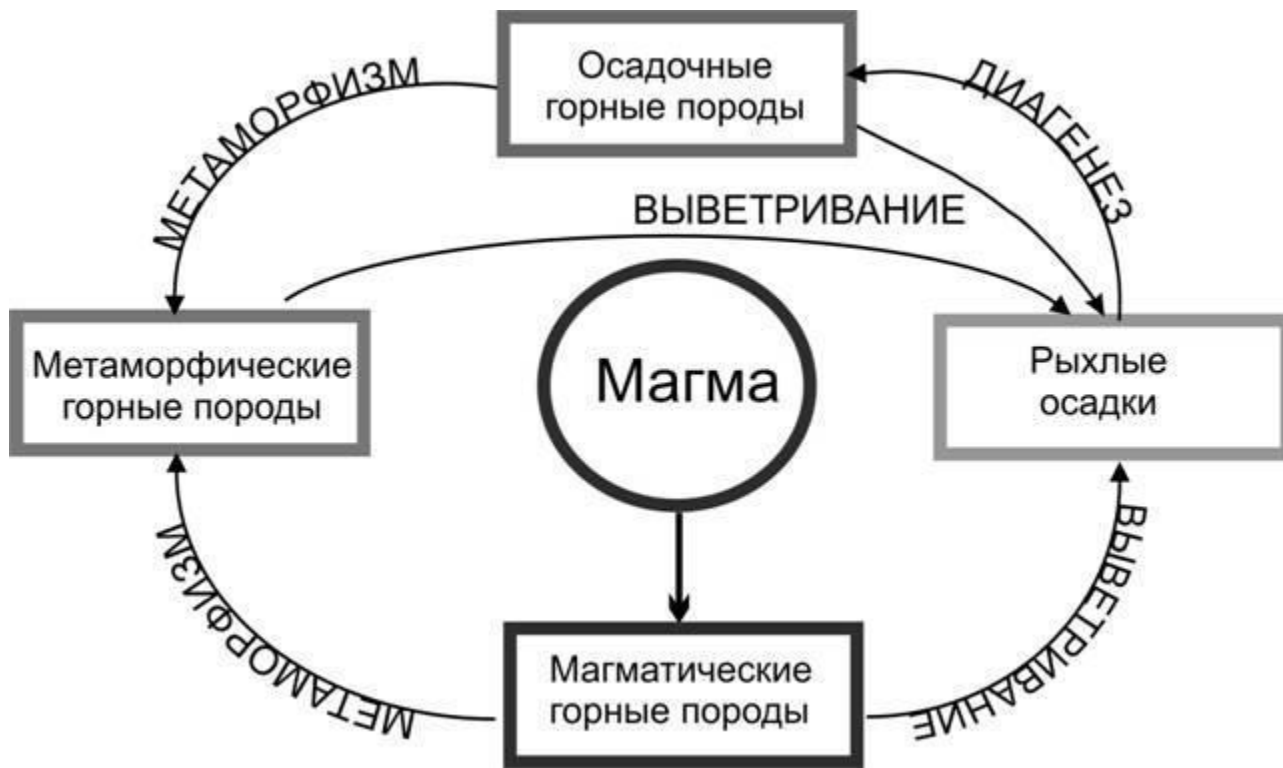 Осадочные
горные породы
МЕТАМОРФИЗМ
ДИАГЕНЕЗ
ВЫВЕТРИВАНИЕ
Метаморфические
горные породы
Магма
Рыхлые
осадки
МЕТАМОРФИЗМ
ВЫВЕТРИВАНИЕ
Магматические
горные породы